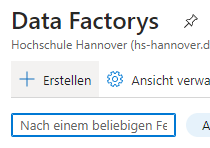 Data Factorys
Hochschule Hannover (hs-hannover.d
Erstellen Ansicht verwa
Nach einem beliebigen Fe A